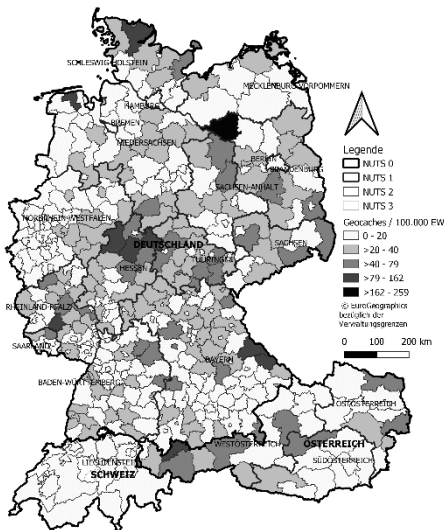 SCHLESWIG-HOLSTEIN
MECKLENBURG-VORPOMMERN
HAMBURG
BREMEN
NIEDERSACHSEN
BERLIN
BRANDENBURG
SACHSEN-ANHALT
NORDRHEIN-WESTFALEN
DEUTSCHLAND
SACHSEN
HESSEN
THÜRINGEN
RHEINLAND-PFALZ
SAARLAND
BAYERN
BADEN-WÜRTTEMBERG
OSTÖSTERREICH
WESTÖSTERREICH
ÖSTERREICH
SÜDÖSTERREICH
LIECHTENSTEIN
SCHWEIZ
Legende
NUTS 0
NUTS 1
NUTS 2
NUTS 3
Geocaches / 100.000 EW
0 - 20
>20 - 40
>40 - 79
>79 - 162
>162 - 259
© EuroGeographics
bezüglich der
Verwaltungsgrenzen
0 100 200 km